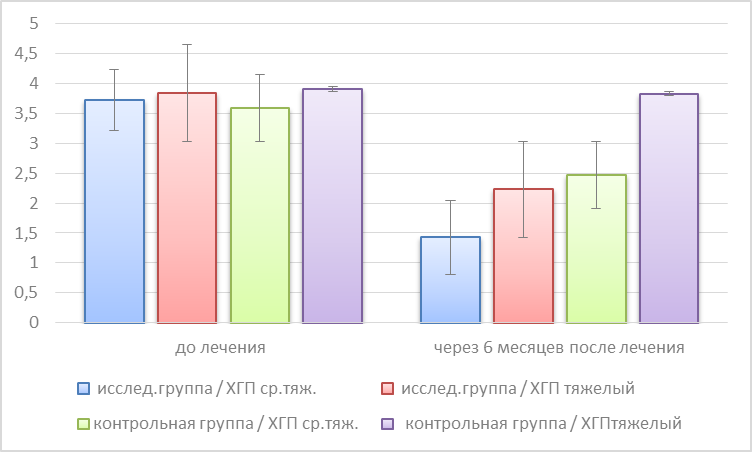 5
4,5
4
3,5
3
2,5
2
1,5
1
0,5
0
до лечения
через 6 месяцев после лечения
исслед.группа / ХГП ср.тяж.
исслед.группа / ХГП тяжелый
контрольная группа / ХГП ср.тяж.
контрольная группа / ХГПтяжелый